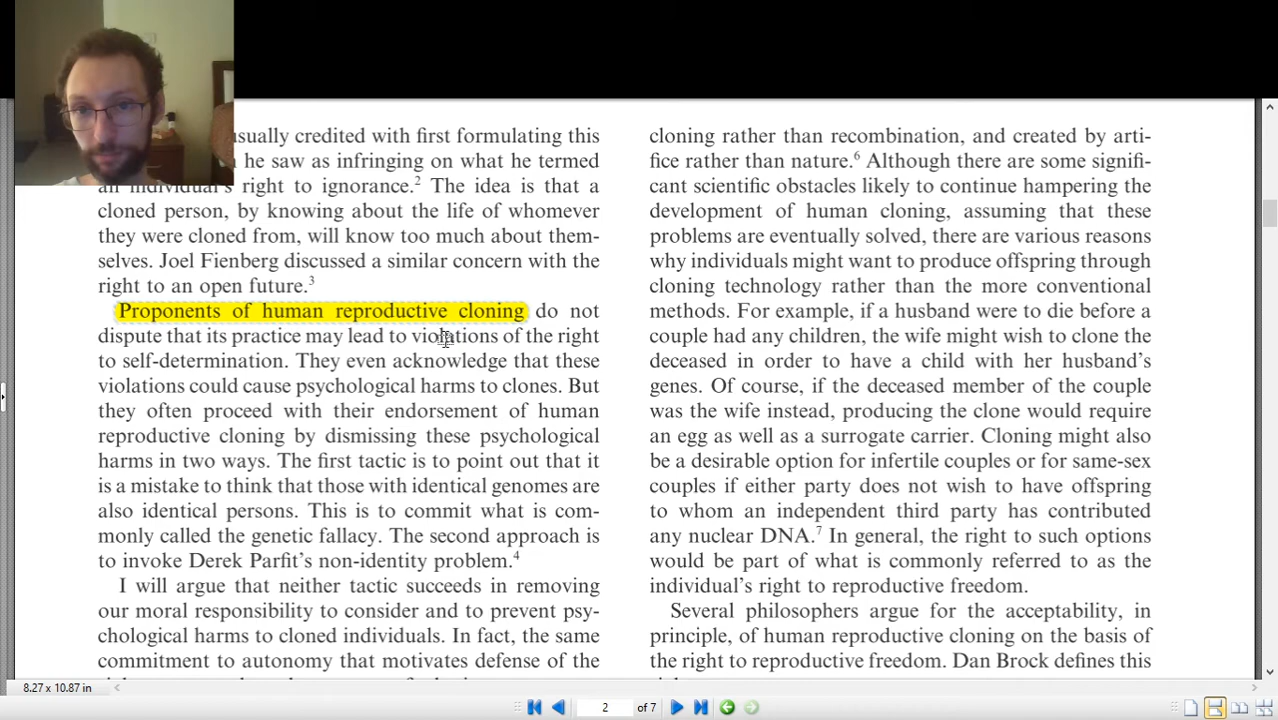 usually credited with first formulating this
he saw as infringing on what he termed
an individual's right to ignorance.2 The idea is that a
cloned person, by knowing about the life of whomever
they were cloned from, will know too much about them-
selves. Joel Fienberg discussed a similar concern with the
right to an open future.3
Proponents of human reproductive cloning do not
dispute that its practice may lead to violations of the right
to self-determination. They even acknowledge that these
violations could cause psychological harms to clones. But
they often proceed with their endorsement of human
reproductive cloning by dismissing these psychological
harms in two ways. The first tactic is to point out that it
is a mistake to think that those with identical genomes are
also identical persons. This is to commit what is com-
monly called the genetic fallacy. The second approach is
to invoke Derek Parfit's non-identity problem.4
I will argue that neither tactic succeeds in removing
our moral responsibility to consider and to prevent psy-
chological harms to cloned individuals. In fact, the same
commitment to autonomy that motivates defense of the
cloning rather than recombination, and created by arti-
fice rather than nature.6 Although there are some signifi-
cant scientific obstacles likely to continue hampering the
development of human cloning, assuming that these
problems are eventually solved, there are various reasons
why individuals might want to produce offspring through
cloning technology rather than the more conventional
methods. For example, if a husband were to die before a
couple had any children, the wife might wish to clone the
deceased in order to have a child with her husband's
genes. Of course, if the deceased member of the couple
was the wife instead, producing the clone would require
an egg as well as a surrogate carrier. Cloning might also
be a desirable option for infertile couples or for same-sex
couples if either party does not wish to have offspring
to whom an independent third party has contributed
any nuclear DNA.7 In general, the right to such options
would be part of what is commonly referred to as the
individual's right to reproductive freedom.
Several philosophers argue for the acceptability, in
principle, of human reproductive cloning on the basis of
the right to reproductive freedom. Dan Brock defines this
8.27 x 10.87 in
2 of 7